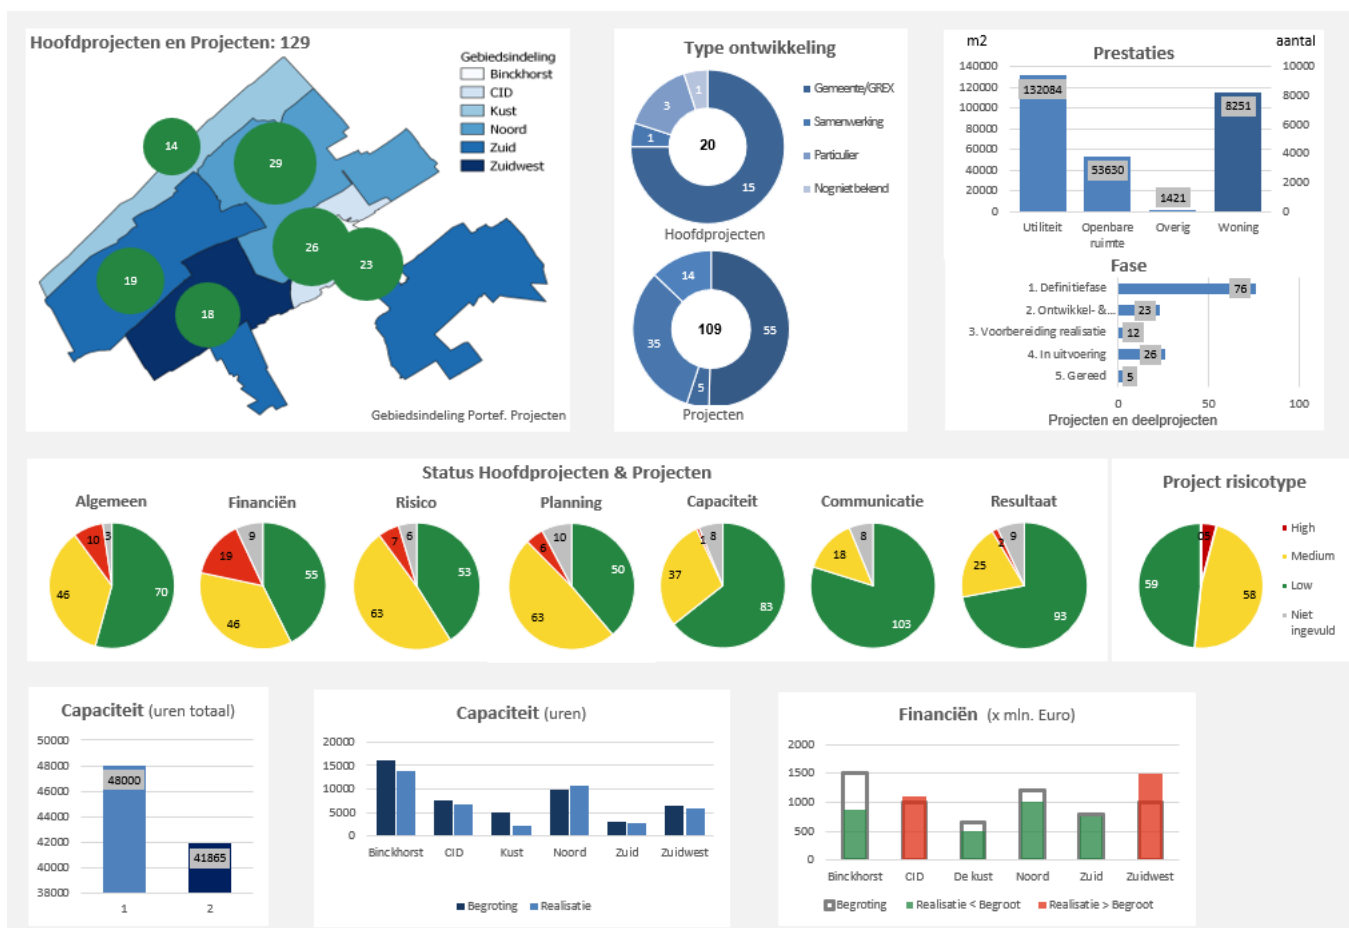 Hoofdprojecten en Projecten: 129
Gebiedsindeling
Binckhorst
CID
Kust
Noord
Zuid
Zuidwest
14
29
26
23
19
18
Gebiedsindeling Portef. Projecten
Type ontwikkeling
1
3
1
20
15
Hoofdprojecten
14
35
109
55
5
Projecten
Gemeente/GREX
Samenwerking
Particulier
Nog niet bekend
m2
Prestaties
aantal
140000
120000
100000
80000
60000
40000
20000
0
132084
53630
1421
8251
10000
8000
6000
4000
2000
0
Utiliteit
Openbare
ruimte
Overig
Woning
Fase
1. Definitiefase
76
2. Ontwikkel- &...
23
3. Voorbereiding realisatie
12
4. In uitvoering
26
5. Gereed
5
0
50
100
Projecten en deelprojecten
Status Hoofdprojecten & Projecten
Algemeen
10
3
46
70
Financiën
9
19
55
46
Risico
7
6
53
63
Planning
6
10
50
63
Capaciteit
1
8
37
83
Communicatie
8
18
103
Resultaat
2
9
25
93
Project risicotype
05
59
58
High
Medium
Low
Niet
ingevuld
Capaciteit (uren totaal)
50000
48000
46000
44000
42000
40000
38000
48000
41865
1
2
Capaciteit (uren)
20000
15000
10000
5000
0
Binckhorst
CID
Kust
Noord
Zuid
Zuidwest
Begroting
Realisatie
Financiën (x mln. Euro)
2000
1500
1000
500
0
Binckhorst
CID
De kust
Noord
Zuid
Zuidwest
Begroting
Realisatie < Begroot
Realisatie > Begroot